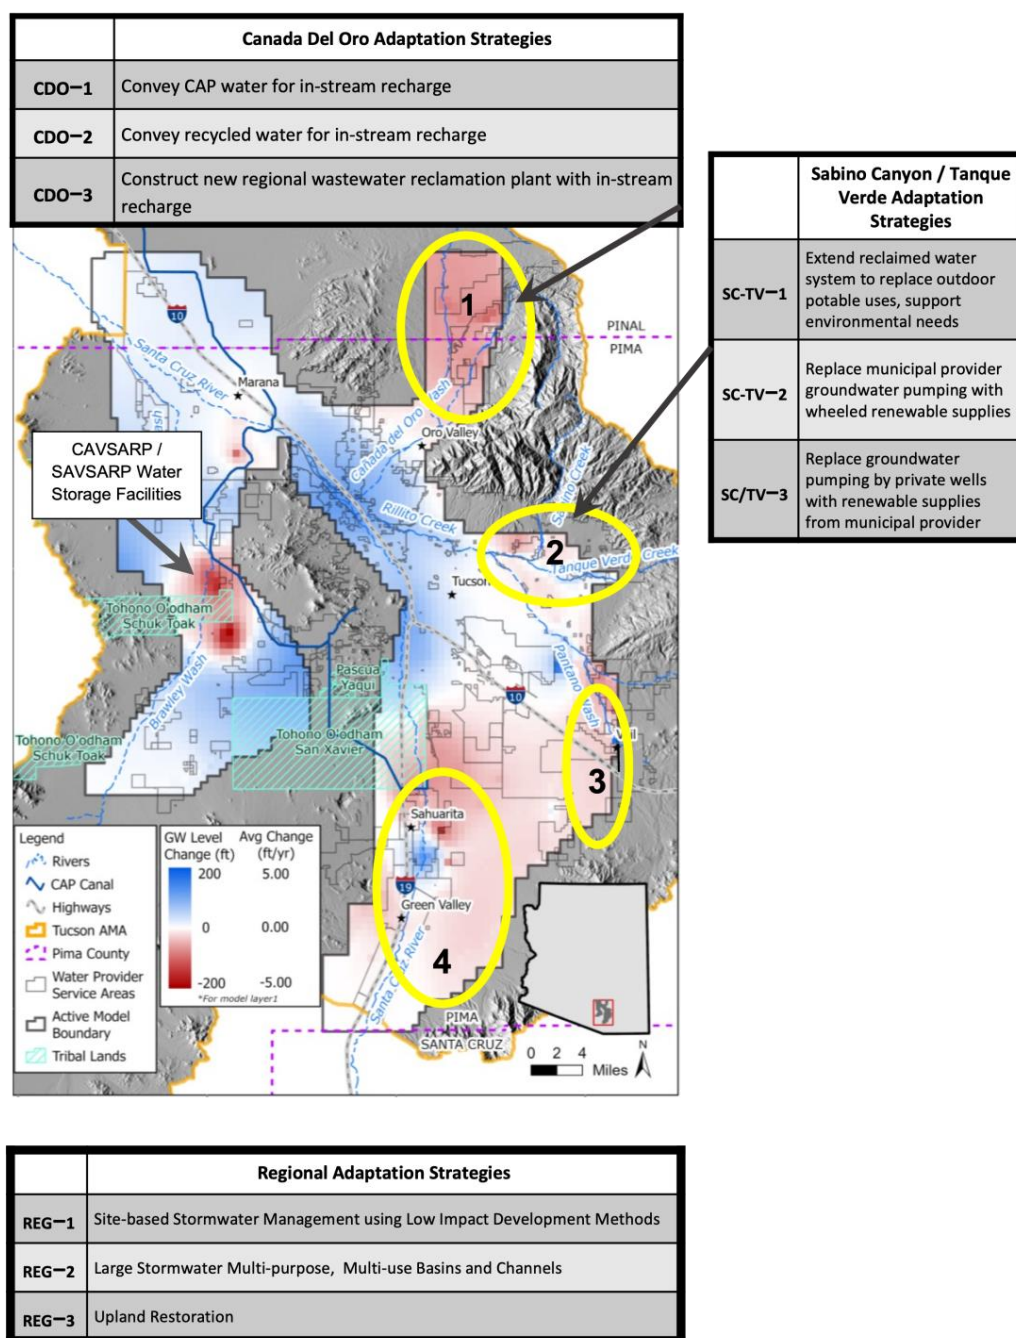 Canada Del Oro Adaptation Strategies
CDO–1 Convey CAP water for in-stream recharge
CDO–2 Convey recycled water for in-stream recharge
CDO–3 Construct new regional wastewater reclamation plant with in-stream
recharge
Sabino Canyon / Tanque
Verde Adaptation
Strategies
SC-TV–1
Extend reclaimed water
system to replace outdoor
potable uses, support
environmental needs
SC-TV–2
Replace municipal provider
groundwater pumping with
wheeled renewable supplies
SC/TV–3
Replace groundwater
pumping by private wells
with renewable supplies
from municipal provider
1
10
PINAL
PIMA
Santa Cruz River
Marana
Wash
Cañada del Oro Wash
Oro Valley
CAVSARP /
SAVSARP Water
Storage Facilities
Rillito Creek
Sabino Creek
2
Tanque Verde Creek
Tucson
Tohono O'odham
Schuk Toak
Brawley Wash
Pascua
Yaqui
Pantano Wash
10
Tohono O'odham
San Xavier
Tohono O'odham
Schuk Toak
Vail
3
Sahuarita
19
Green Valley
Santa Cruz River
4
PIMA
SANTA CRUZ
Legend
Rivers
CAP Canal
Highways
Tucson AMA
Pima County
Water Provider
Service Areas
Active Model
Boundary
Tribal Lands
GW Level Avg Change
Change (ft) (ft/yr)
200 5.00
0 0.00
-200 -5.00
*For model layer1
N
0 2 4
Miles
Regional Adaptation Strategies
REG–1 Site-based Stormwater Management using Low Impact Development Methods
REG–2 Large Stormwater Multi-purpose, Multi-use Basins and Channels
REG–3 Upland Restoration